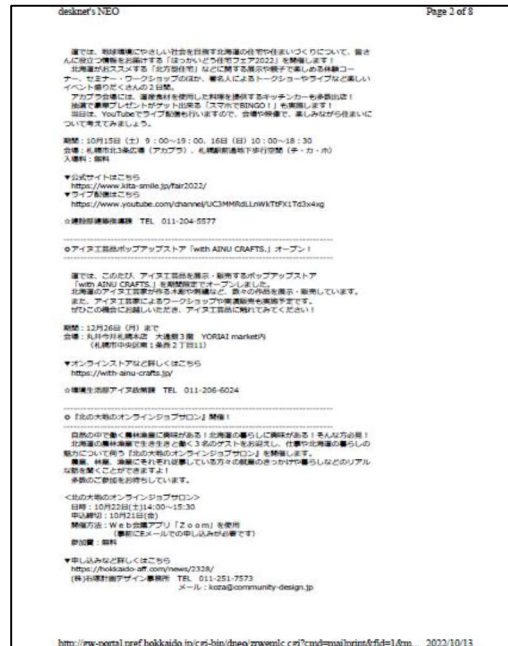 desknet's NEO
Page 2 of 8
道では、地球環境にやさしい社会を目指す北海道の住宅や住まいづくりについて、皆さ
んに役立つ情報をお届けする「ほっかいどう住宅フェア2022」を開催します!
北海道がおススメする「北方型住宅」などに関する展示や親子で楽しめる体験コー
ナー、セミナー・ワークショップのほか、著名人によるトークショーやライブなど楽しい
イベント盛りだくさんの2日間。
アカプラ会場には、道産食材を使用した料理を提供するキッチンカーも多数出店!
抽選で豪華プレゼントがゲット出来る「スマホでBINGO!」も実施します!
当日は、YouTubeでライブ配信も行いますので、会場や映像で、楽しみながら住まいに
ついて考えてみましょう。
期間:10月15日(土)9:00~19:00、16日(日)10:00~18:30
会場:札幌市北3条広場(アカプラ)、札幌駅前通地下歩行空間(チ・カ・ホ)
入場料:無料
▼公式サイトはこちら
https://www.kita-smile.jp/fair2022/
▼ライブ配信はこちら
https://www.youtube.com/channel/UC3MMRdLLnWkTtFX1Td3x4xg
☆建設部建築指導課 TEL 011-204-5577
○アイヌ工芸品ポップアップストア「with AINU CRAFTS.」オープン!
道では、このたび、アイヌ工芸品を展示・販売するポップアップストア
「with AINU CRAFTS.」を期間限定でオープンしました。
北海道のアイヌ工芸家が作る木彫や刺繍など、数々の作品を展示・販売しています。
また、アイヌ工芸家によるワークショップや実演販売も実施予定です。
ぜひこの機会にお越しいただき、アイヌ工芸品に触れてみてください!
期間:12月26日(月)まで
会場:丸井今井札幌本店 大通館3階 YORIAI market内
(札幌市中央区南1条西2丁目11)
▼オンラインストアなど詳しくはこちら
https://with-ainu-crafts.jp/
☆環境生活部アイヌ政策課 TEL 011-206-6024
○『北の大地のオンラインジョブサロン』開催!
自然の中で働く農林漁業に興味がある!北海道の暮らしに興味がある!そんな方必見!
北海道の農林漁業で生き生きと働く3名のゲストをお迎えし、仕事や北海道の暮らしの
魅力について伺う『北の大地のオンラインジョブサロン』を開催します。
農業、林業、漁業にそれぞれ従事している方々の就業のきっかけや暮らしなどのリアル
な話を聞くことができますよ!
多数のご参加をお待ちしています。
<北の大地のオンラインジョブサロン>
日時:10月22日(土)14:00~15:30
申込締切:10月21日(金)
開催方法:Web会議アプリ「Zoom」を使用
(事前にEメールでの申し込みが必要です)
参加費:無料
▼申し込みなど詳しくはこちら
https://hokkaido-aff.com/news/2328/
(株)石塚計画デザイン事務所 TEL 011-251-7573
メール:koza@community-design.jp
http://gw-portal.pref.hokkaido.jp/cgi-bin/dneo/zrwemlc.cgi?cmd=mailprint&fid=1&m... 2022/10/13